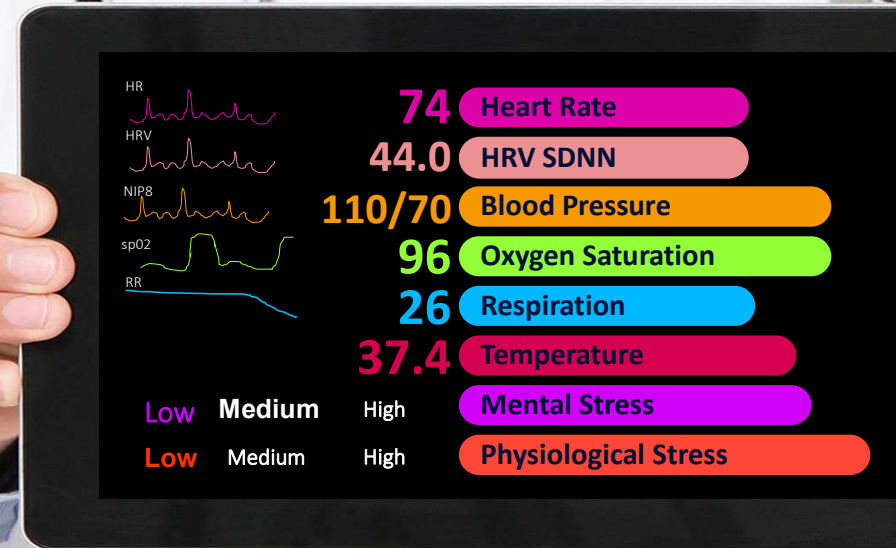 HR
74 Heart Rate
HRV
44.0 HRV SDNN
NIP8
110/70 Blood Pressure
sp02
96 Oxygen Saturation
RR
26 Respiration
37.4 Temperature
Low Medium High Mental Stress
Low Medium High Physiological Stress